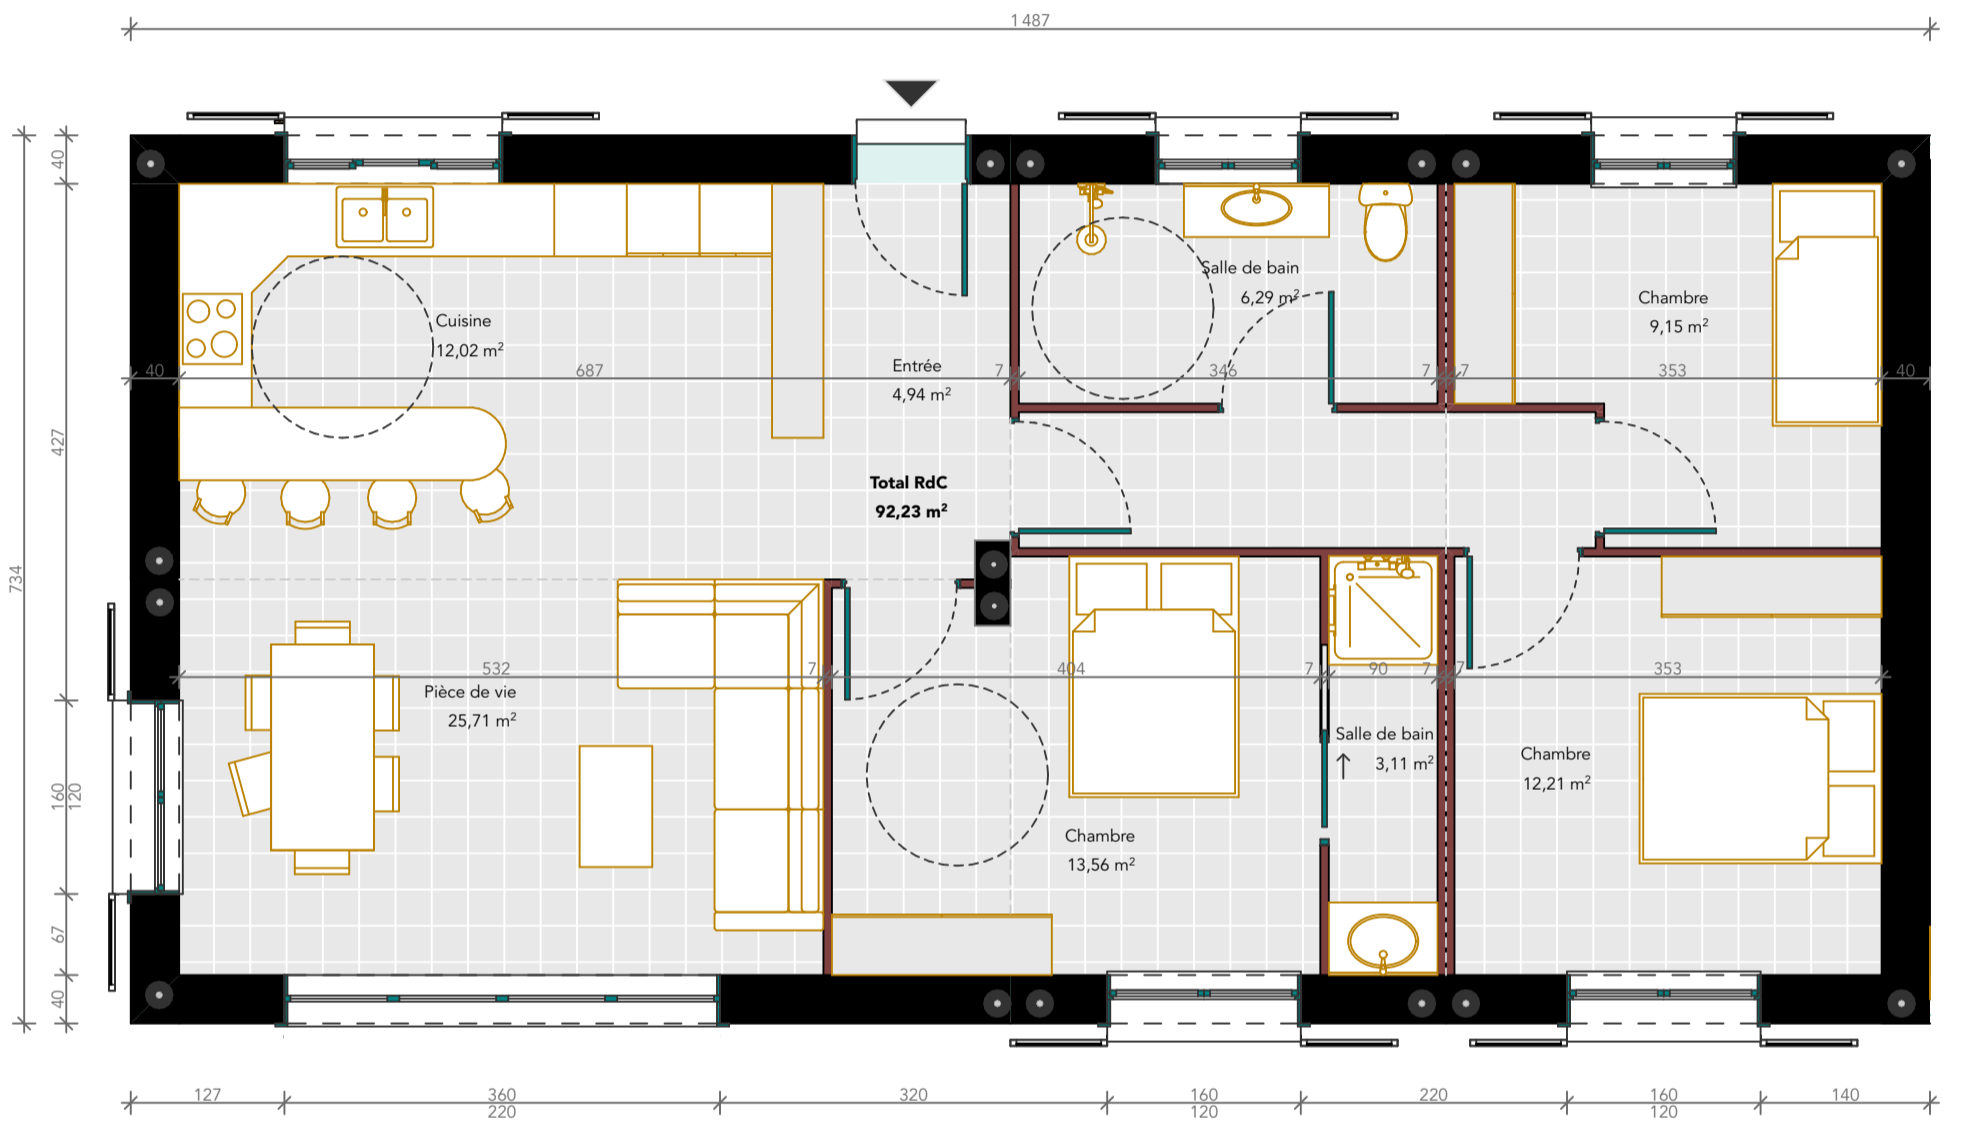 1 487
40
427
734
160
120
67
40
Cuisine
12,02 m²
Entrée
4,94 m²
Salle de bain
6,29 m²
Chambre
9,15 m²
40
687
7
346
7
7
353
40
Total RdC
92,23 m²
532
7
404
7
90
7
7
353
Pièce de vie
25,71 m²
Salle de bain
3,11 m²
Chambre
12,21 m²
Chambre
13,56 m²
127
360
220
320
160
120
220
160
120
140